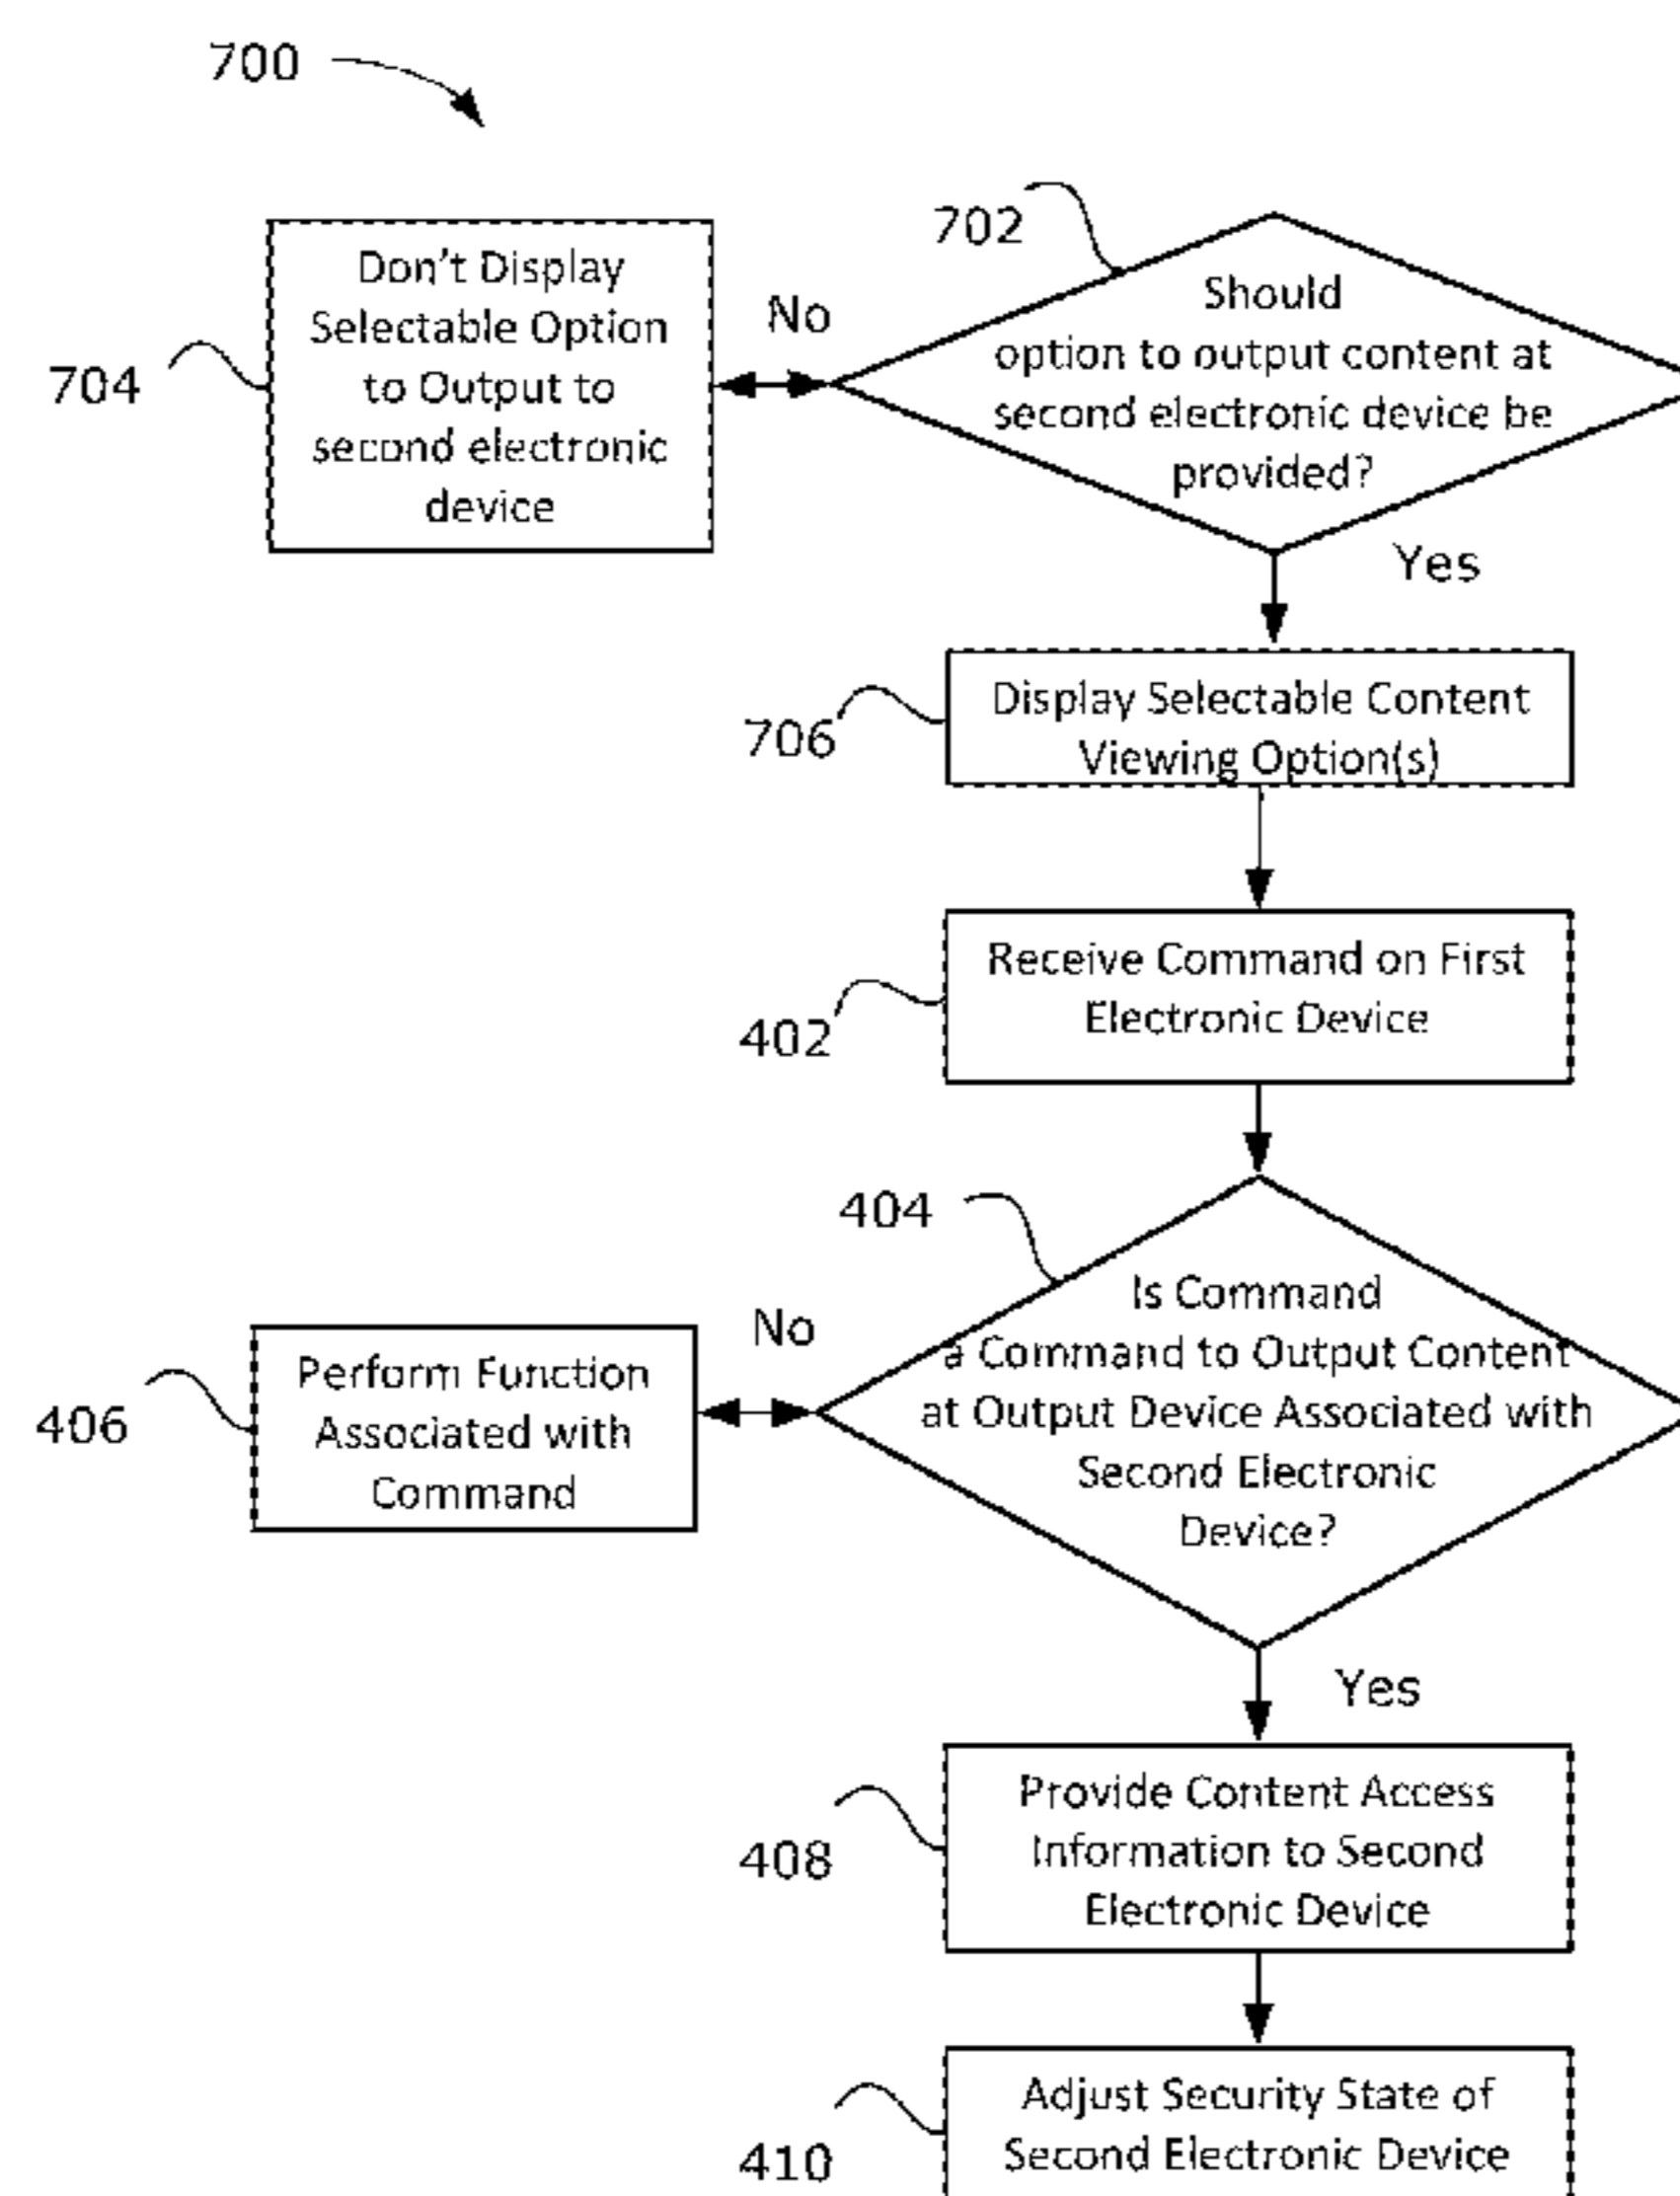 700
702
Should
option to output content at
second electronic device be
provided?
No
Don't Display
Selectable Option
to Output to
second electronic
device
704
Yes
Display Selectable Content
Viewing Option(s)
706
Receive Command on First
Electronic Device
402
404
Is Command
a Command to Output Content
at Output Device Associated with
Second Electronic
Device?
No
Perform Function
Associated with
Command
406
Yes
Provide Content Access
Information to Second
Electronic Device
408
Adjust Security State of
Second Electronic Device
410